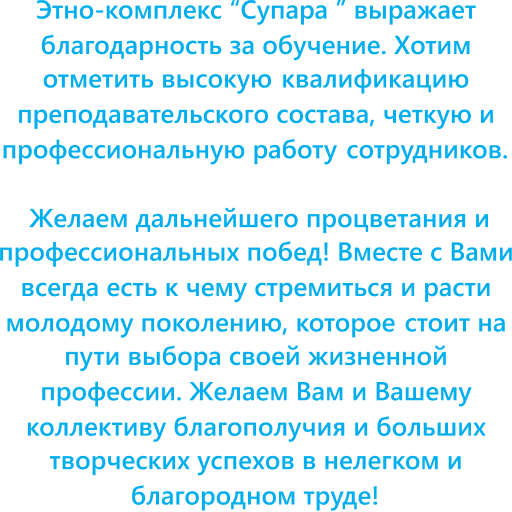 Этно-комплекс “Супара ” выражает
благодарность за обучение. Хотим
отметить высокую квалификацию
преподавательского состава, четкую и
профессиональную работу сотрудников.
Желаем дальнейшего процветания и
профессиональных побед! Вместе с Вами
всегда есть к чему стремиться и расти
молодому поколению, которое стоит на
пути выбора своей жизненной
профессии. Желаем Вам и Вашему
коллективу благополучия и больших
творческих успехов в нелегком и
благородном труде!